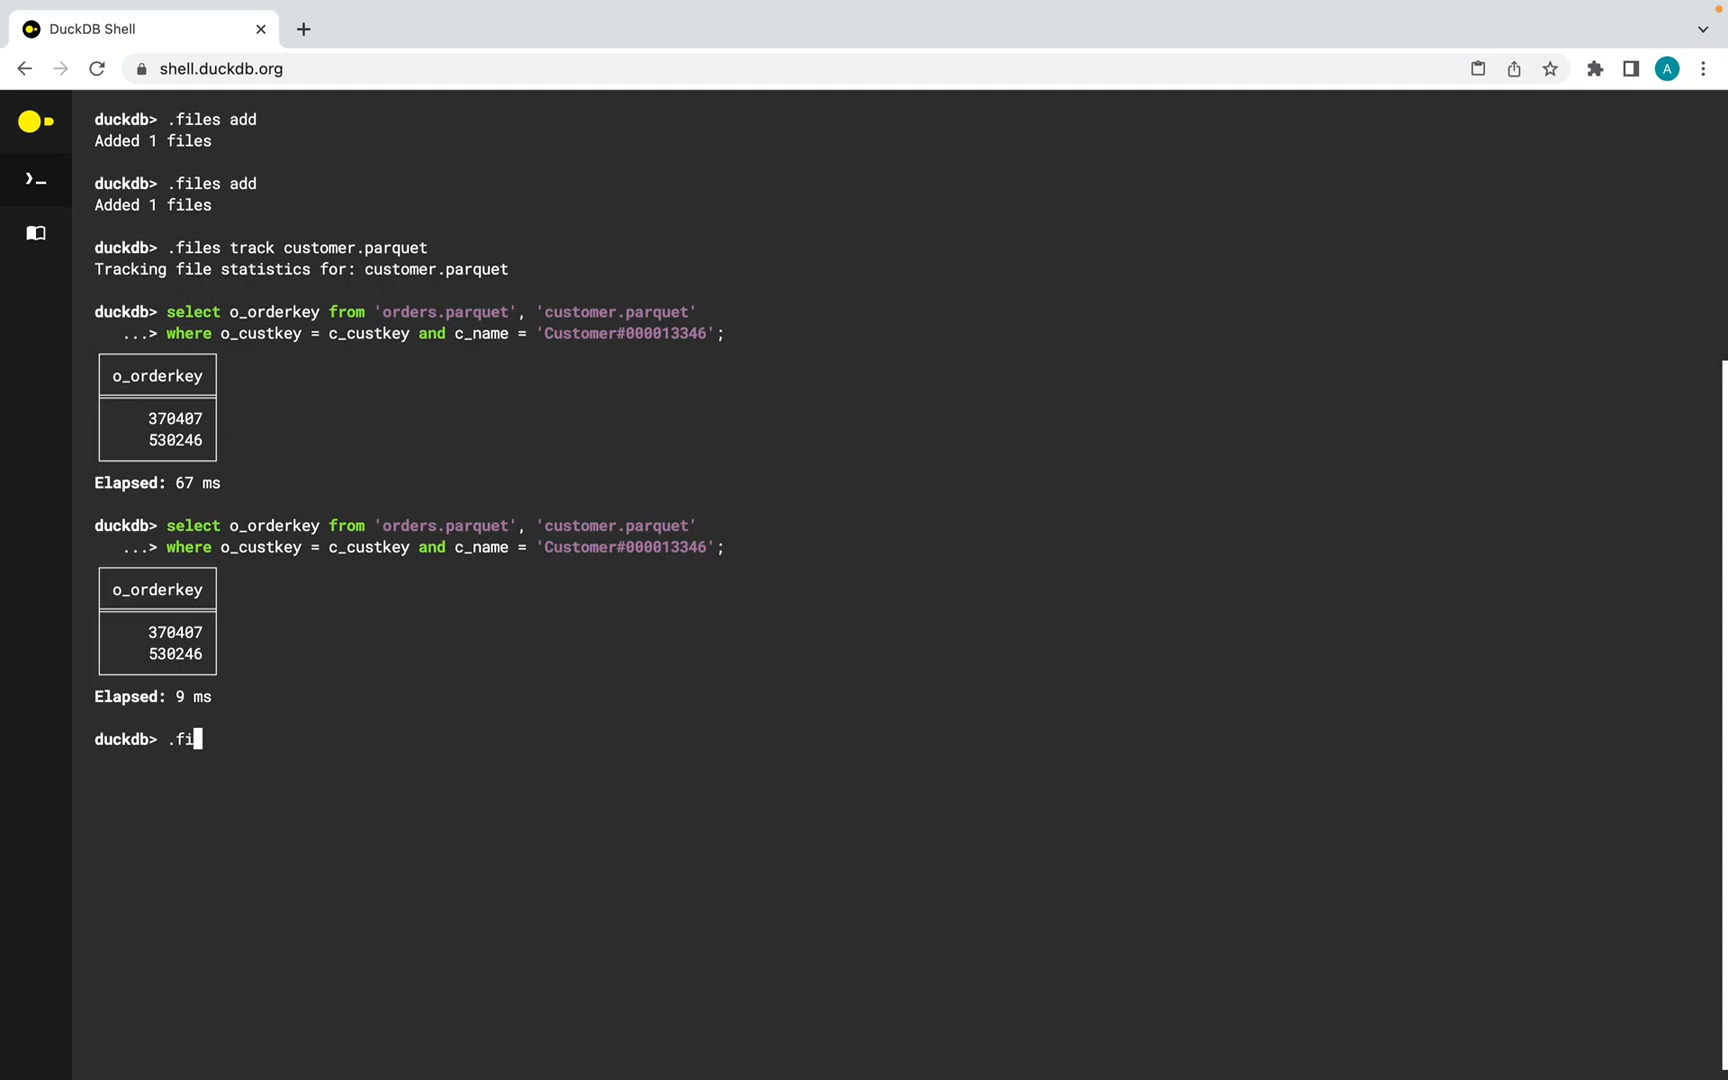 DuckDB Shell
shell.duckdb.org
A
duckdb> .files add
Added 1 files
duckdb> .files add
Added 1 files
duckdb> .files track customer.parquet
Tracking file statistics for: customer.parquet
duckdb> select o_orderkey from 'orders.parquet', 'customer.parquet'
...> where o_custkey = c_custkey and c_name = 'Customer#000013346';
o_orderkey
370407
530246
Elapsed: 67 ms
duckdb> select o_orderkey from 'orders.parquet', 'customer.parquet'
...> where o_custkey = c_custkey and c_name = 'Customer#000013346';
o_orderkey
370407
530246
Elapsed: 9 ms
duckdb> .fi